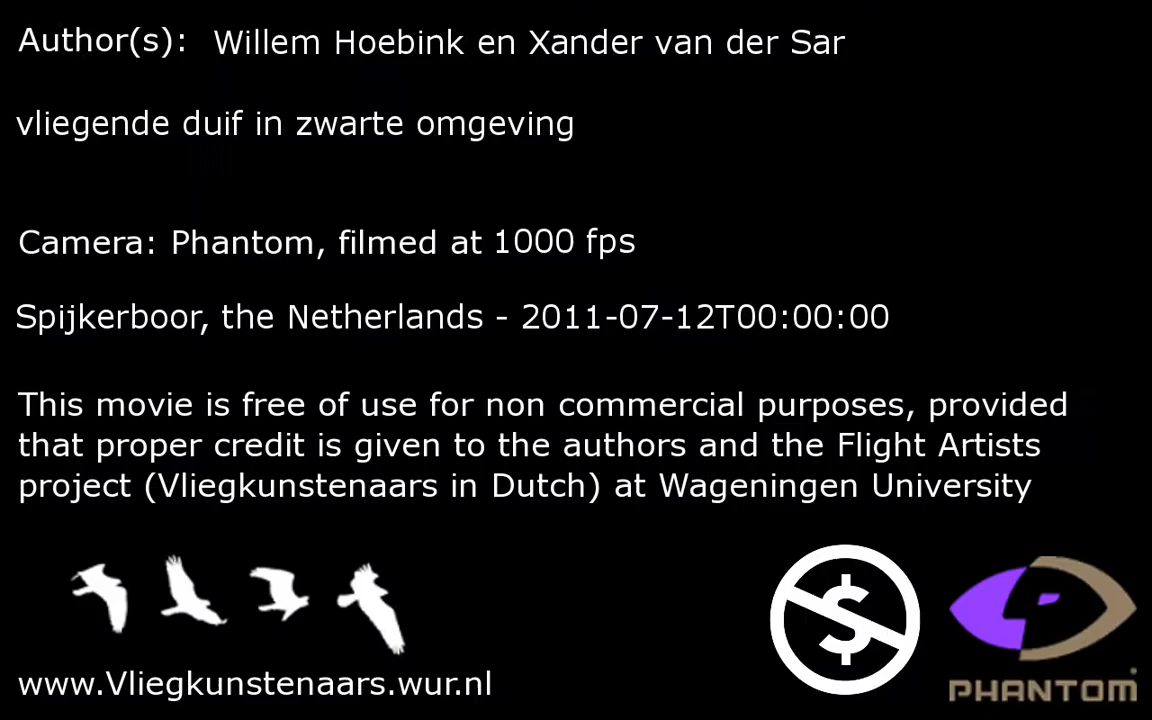 Author(s): Willem Hoebink en Xander van der Sar
vliegende duif in zwarte omgeving
Camera: Phantom, filmed at 1000 fps
Spijkerboor, the Netherlands - 2011-07-12T00:00:00
This movie is free of use for non commercial purposes, provided
that proper credit is given to the authors and the Flight Artists
project (Vliegkunstenaars in Dutch) at Wageningen University
www.Vliegkunstenaars.wur.nl
$
PHANTOM